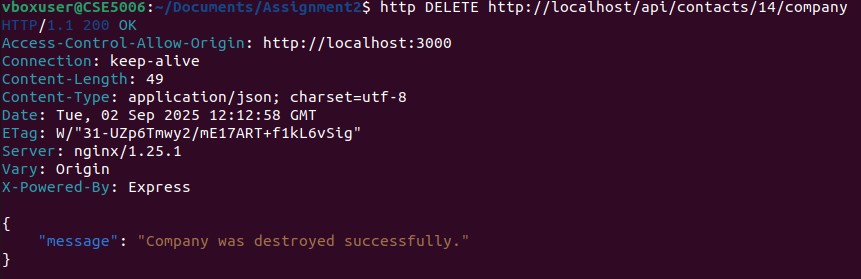 vboxuser@CSE5006:~/Documents/Assignment2$ http DELETE http://localhost/api/contacts/14/company
HTTP/1.1 200 OK
Access-Control-Allow-Origin: http://localhost:3000
Connection: keep-alive
Content-Length: 49
Content-Type: application/json; charset=utf-8
Date: Tue, 02 Sep 2025 12:12:58 GMT
ETag: W/"31-UZp6Tmwy2/mE17ART+f1kL6vSig"
Server: nginx/1.25.1
Vary: Origin
X-Powered-By: Express
{
    "message": "Company was destroyed successfully."
}